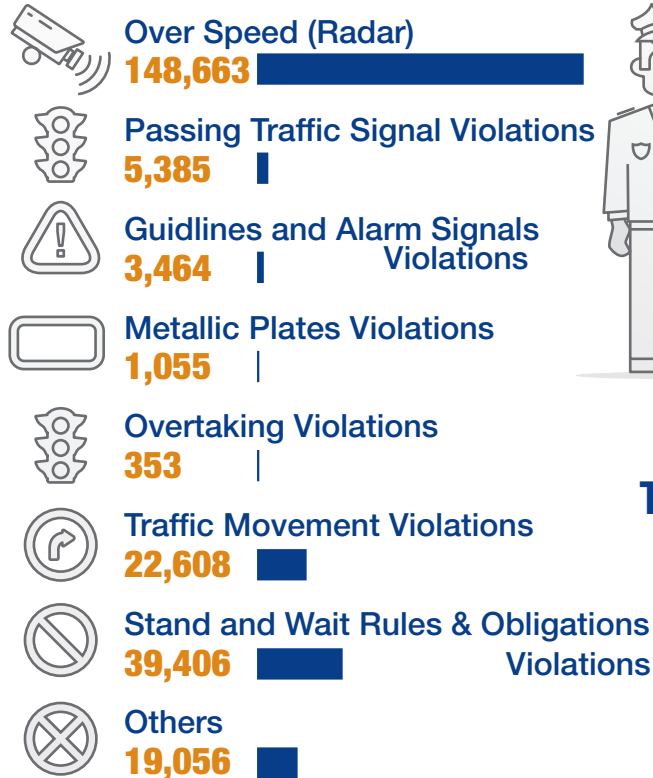 Over Speed (Radar)
148,663
Passing Traffic Signal Violations
5,385
Guidlines and Alarm Signals
Violations
3,464
Metallic Plates Violations
1,055
Overtaking Violations
353
Traffic Movement Violations
22,608
Stand and Wait Rules & Obligations
Violations
39,406
Others
19,056